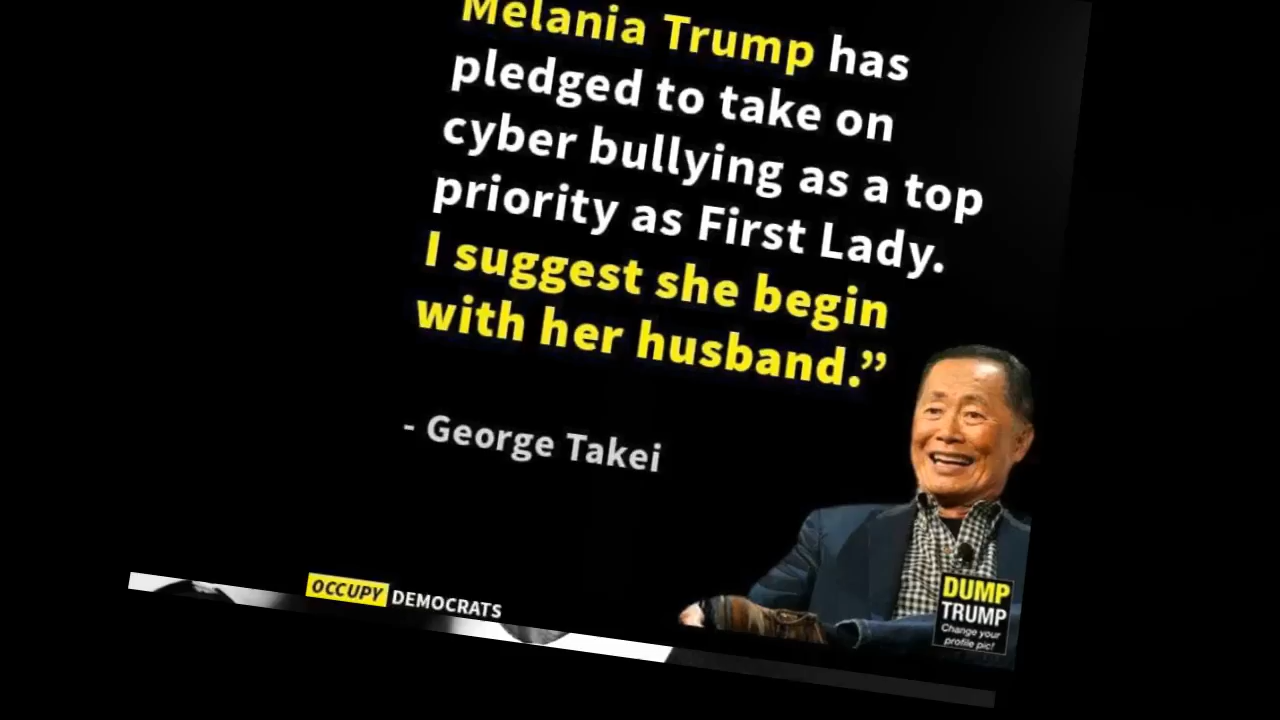 Melania Trump has
pledged to take on
cyber bullying as a top
priority as First Lady.
I suggest she begin
with her husband.”
- George Takei
OCCUPY DEMOCRATS
DUMP
TRUMP
Change your
profile pic!